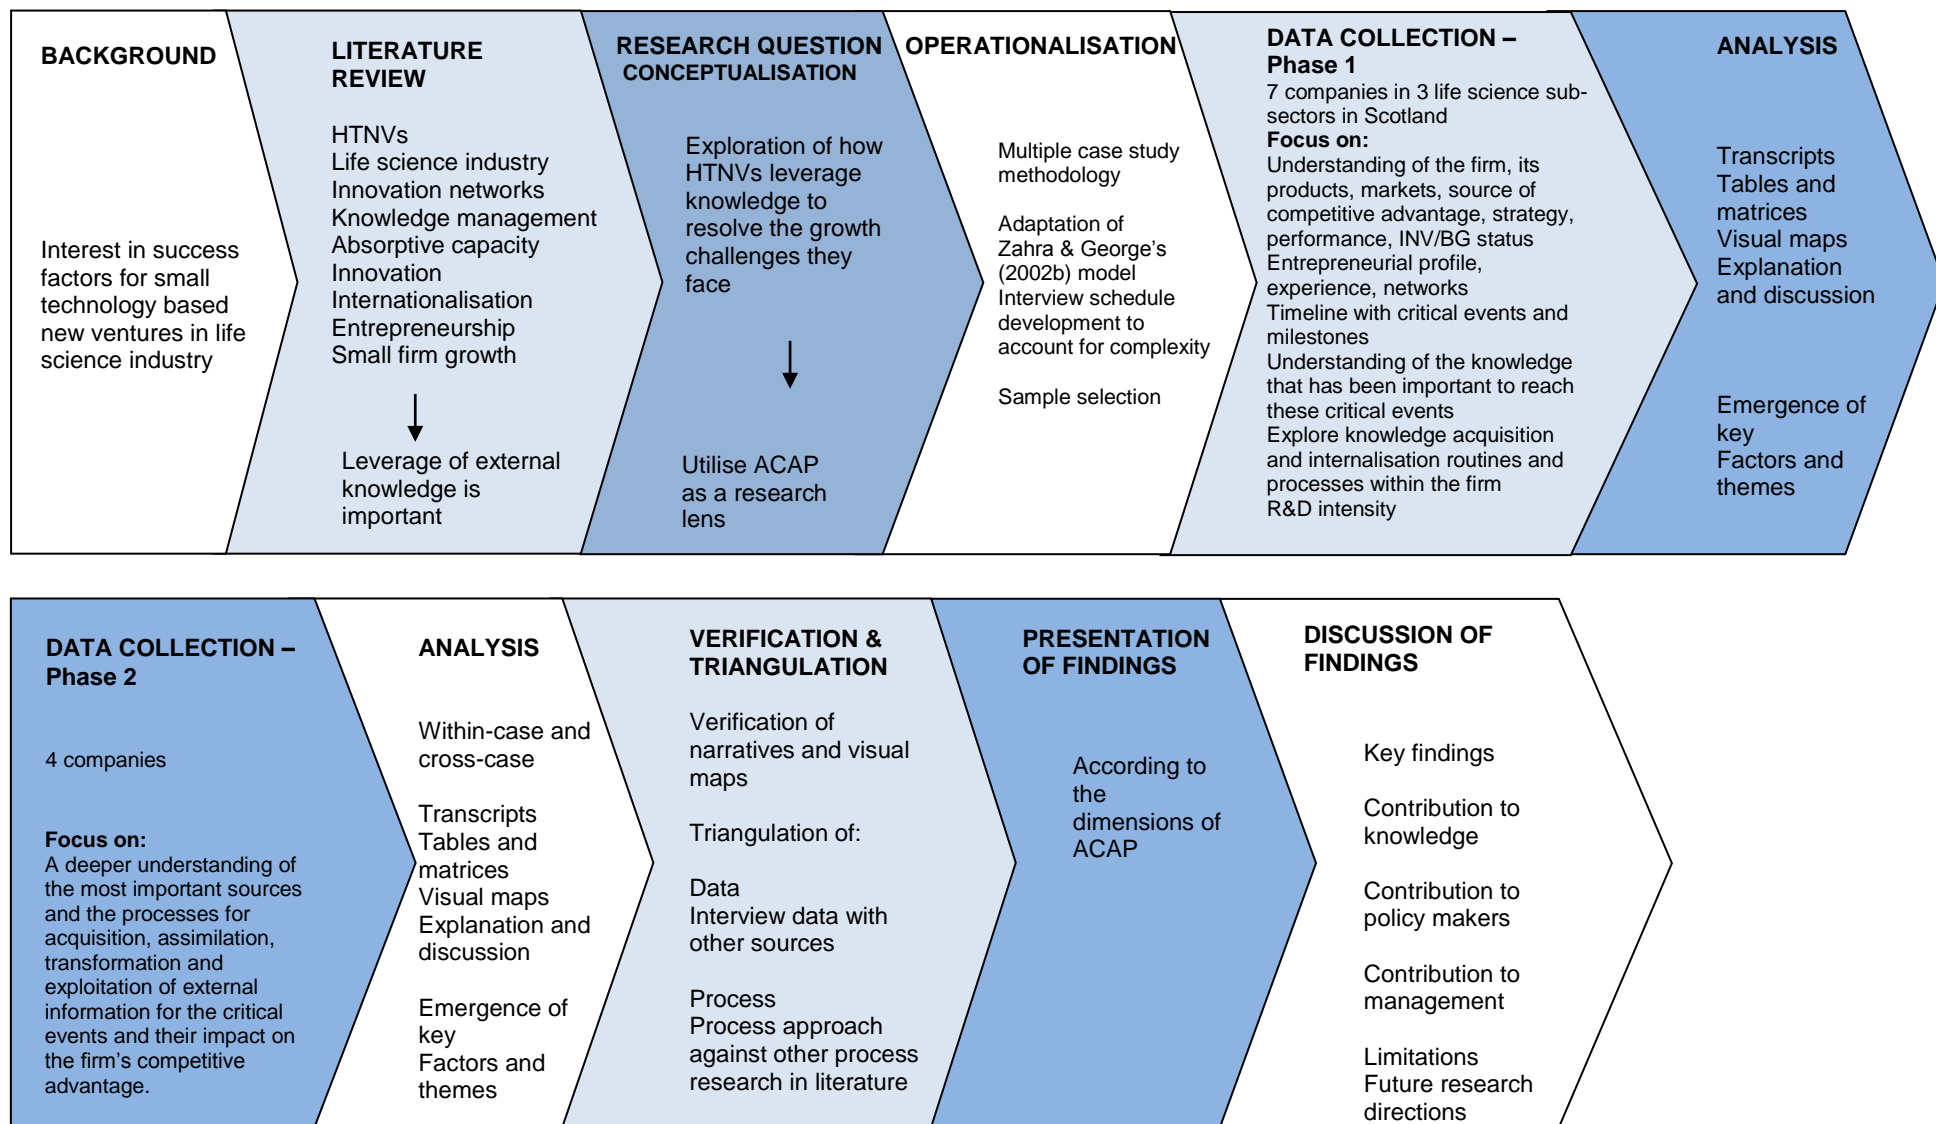 BACKGROUND
Interest in success
factors for small
technology based
new ventures in life
science industry
LITERATURE
REVIEW
HTNVs
Life science industry
Innovation networks
Knowledge management
Absorptive capacity
Innovation
Internationalisation
Entrepreneurship
Small firm growth
Leverage of external
knowledge is
important
RESEARCH QUESTION
CONCEPTUALISATION
Exploration of how
HTNVs leverage
knowledge to
resolve the growth
challenges they
face
Utilise ACAP
as a research
lens
OPERATIONALISATION
Multiple case study
methodology
Adaptation of
Zahra & George’s
(2002b) model
Interview schedule
development to
account for complexity
Sample selection
DATA COLLECTION –
Phase 1
7 companies in 3 life science sub-
sectors in Scotland
Focus on:
Understanding of the firm, its
products, markets, source of
competitive advantage, strategy,
performance, INV/BG status
Entrepreneurial profile,
experience, networks
Timeline with critical events and
milestones
Understanding of the knowledge
that has been important to reach
these critical events
Explore knowledge acquisition
and internalisation routines and
processes within the firm
R&D intensity
ANALYSIS
Transcripts
Tables and
matrices
Visual maps
Explanation
and discussion
Emergence of
key
Factors and
themes
DATA COLLECTION –
Phase 2
4 companies
Focus on:
A deeper understanding of
the most important sources
and the processes for
acquisition, assimilation,
transformation and
exploitation of external
information for the critical
events and their impact on
the firm’s competitive
advantage.
ANALYSIS
Within-case and
cross-case
Transcripts
Tables and
matrices
Visual maps
Explanation and
discussion
Emergence of
key
Factors and
themes
VERIFICATION &
TRIANGULATION
Verification of
narratives and visual
maps
Triangulation of:
Data
Interview data with
other sources
Process
Process approach
against other process
research in literature
PRESENTATION
OF FINDINGS
According to
the
dimensions of
ACAP
DISCUSSION OF
FINDINGS
Key findings
Contribution to
knowledge
Contribution to
policy makers
Contribution to
management
Limitations
Future research
directions